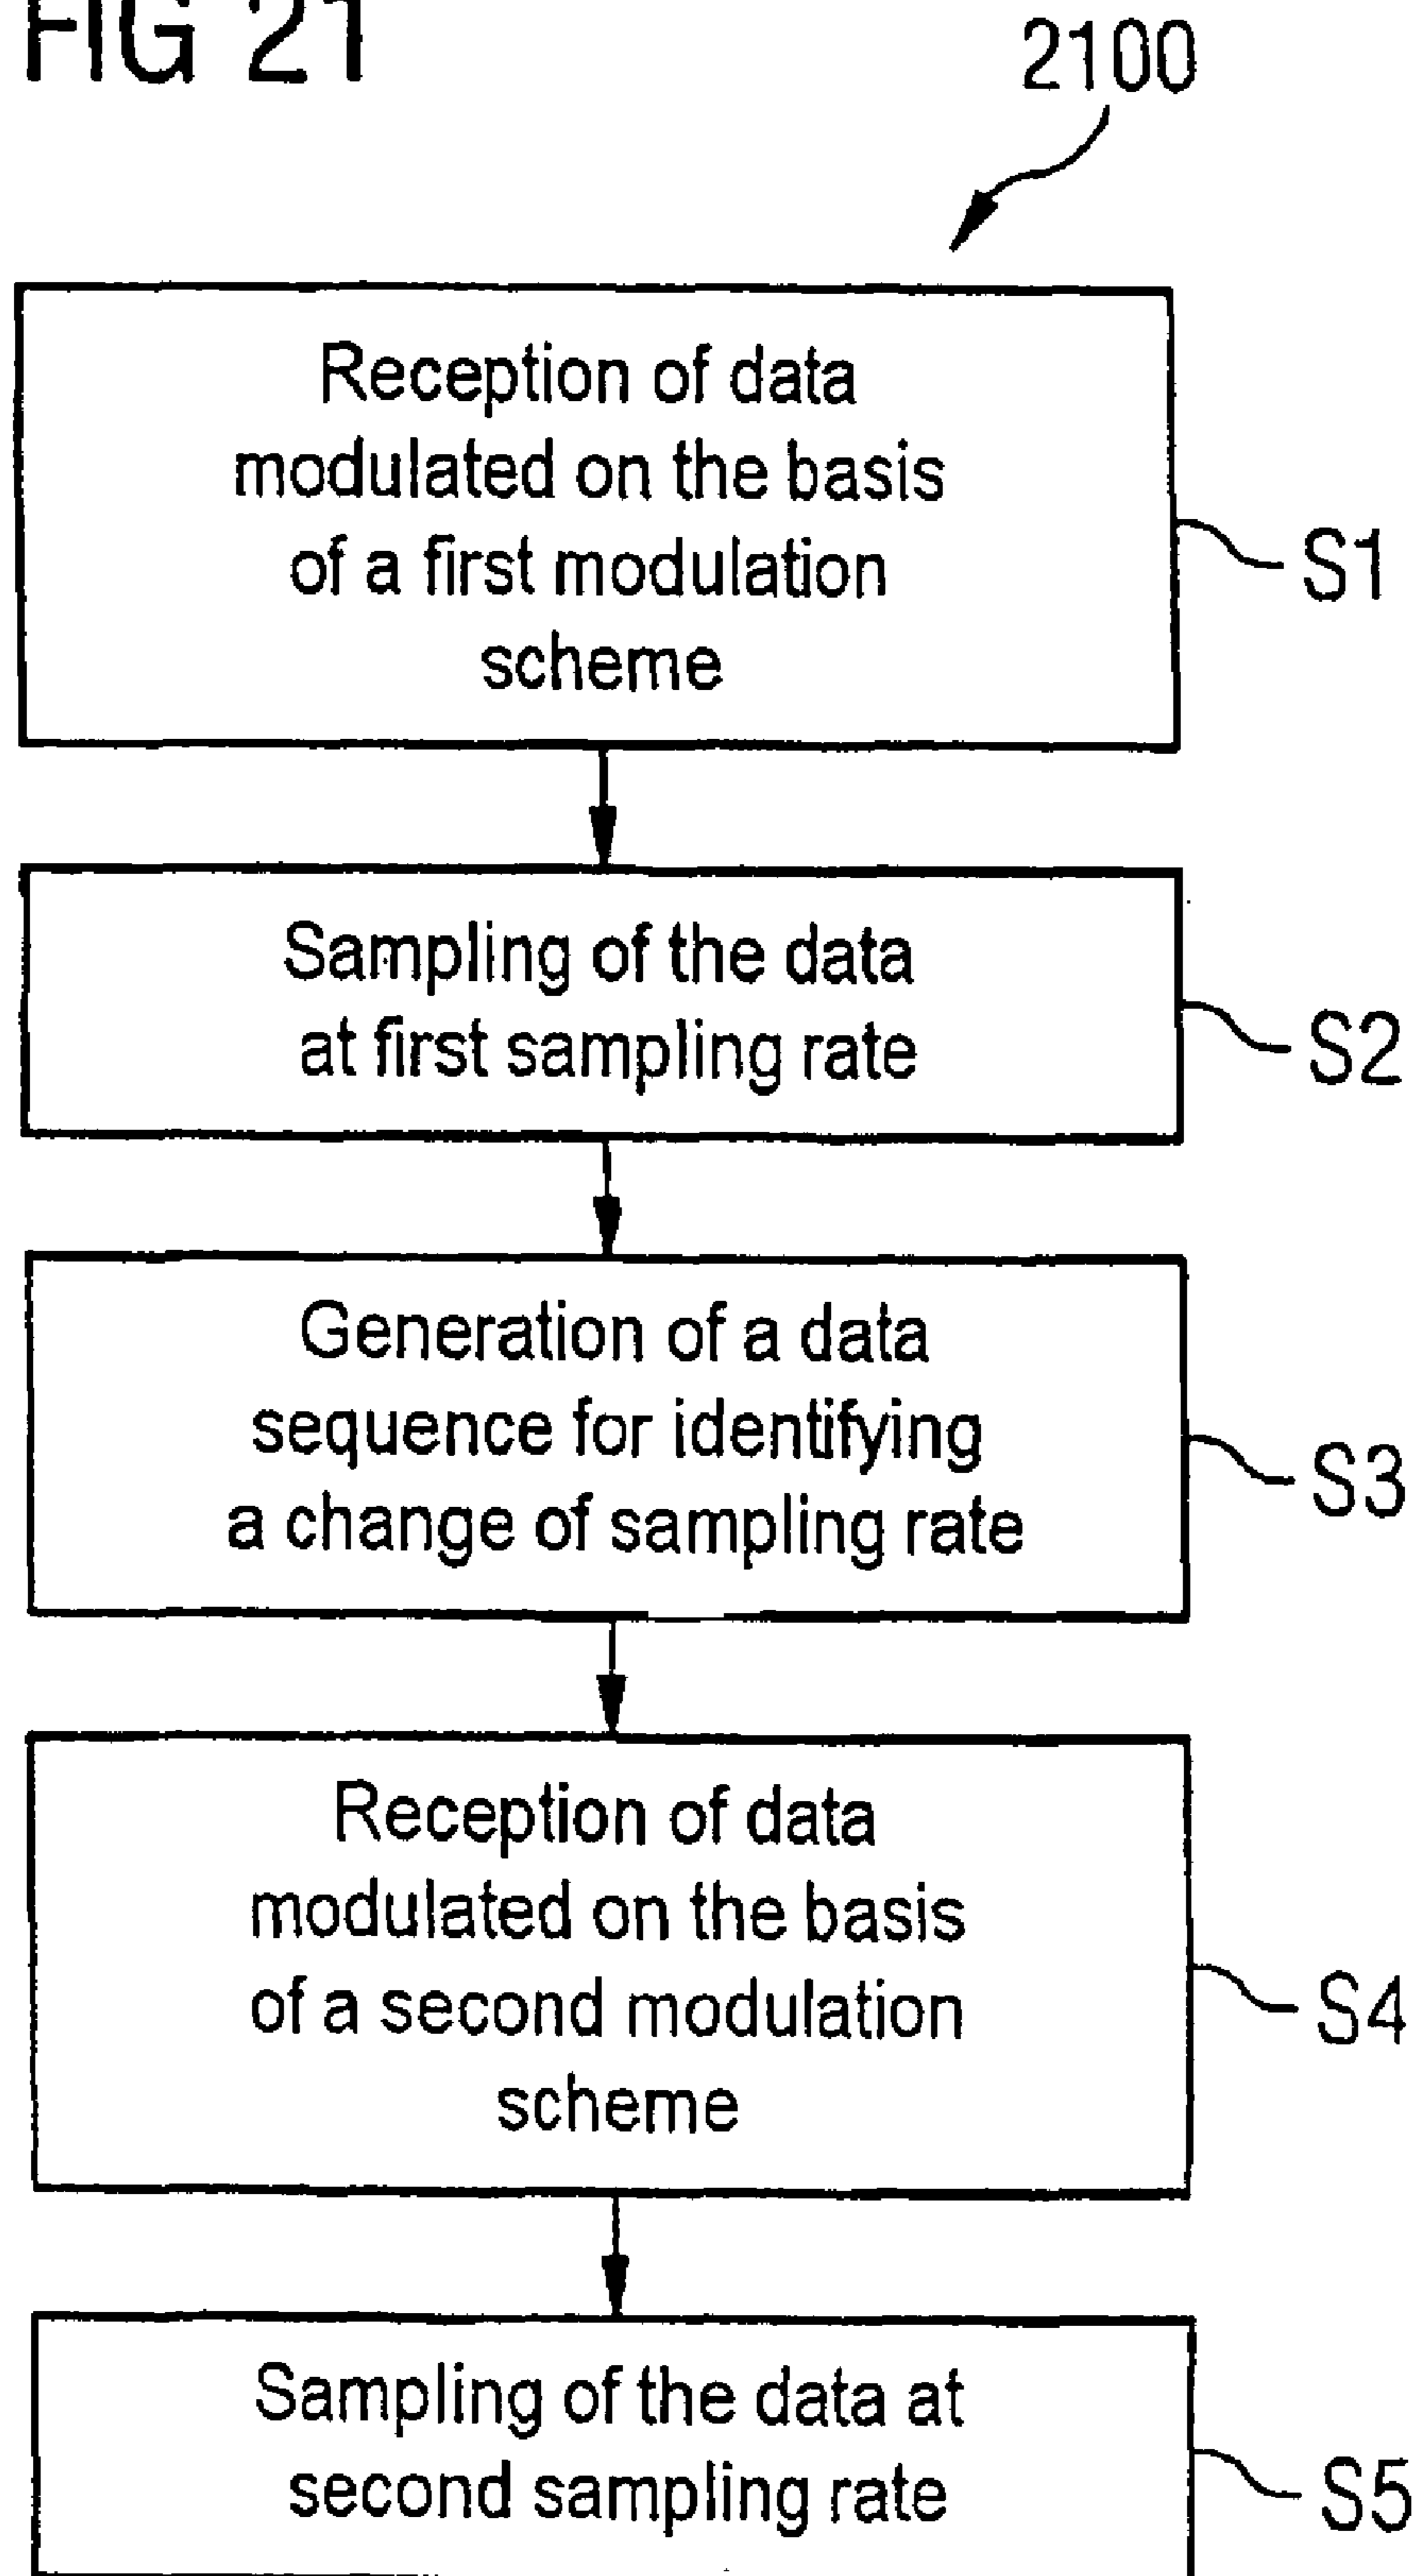 FIG 21
2100
Reception of data
modulated on the basis
of a first modulation
scheme
S1
Sampling of the data
at first sampling rate
S2
Generation of a data
sequence for identifying
a change of sampling rate
S3
Reception of data
modulated on the basis
of a second modulation
scheme
S4
Sampling of the data at
second sampling rate
S5